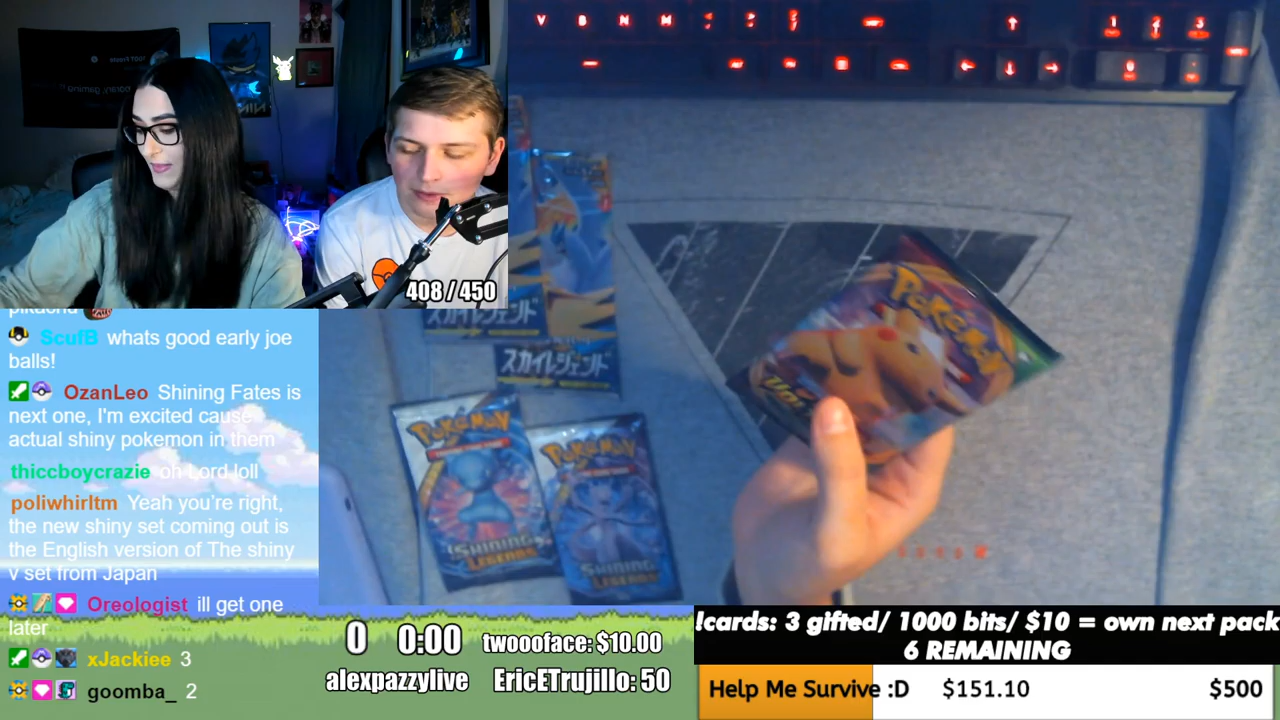 V B N M
1 2 3
0
408 / 450
ScufB whats good early joe
balls!
OzanLeo Shining Fates is
next one, I'm excited cause
actual shiny pokemon in them
thiccboycrazie oh Lord loll
poliwhirltm Yeah you're right,
the new shiny set coming out is
the English version of The shiny
v set from Japan
Oreologist ill get one
later
xJackiee 3
goomba_ 2
スカイレジェンド
スカイレジェンド
POKéMON
SHINING
LEGENDS
POKéMON
SHINING
LEGENDS
POKéMON
0 0:00 twoooface: $10.00
alexpazzylive EricETrujillo: 50
!cards: 3 gifted/ 1000 bits/ $10 = own next pack
6 REMAINING
Help Me Survive :D $151.10 $500